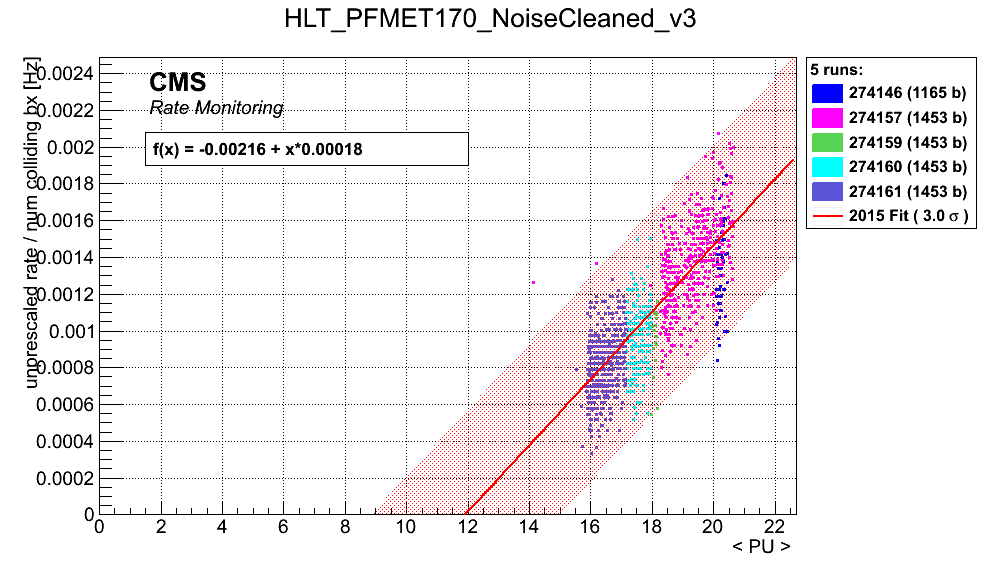 HLT_PFMET170_NoiseCleaned_v3
unprescaled rate / num colliding bx [Hz]
0.0024
0.0022
0.002
0.0018
0.0016
0.0014
0.0012
0.001
0.0008
0.0006
0.0004
0.0002
0
CMS
Rate Monitoring
f(x) = -0.00216 + x*0.00018
0 2 4 6 8 10 12 14 16 18 20 22
< PU >
5 runs:
274146 (1165 b)
274157 (1453 b)
274159 (1453 b)
274160 (1453 b)
274161 (1453 b)
2015 Fit ( 3.0 σ )